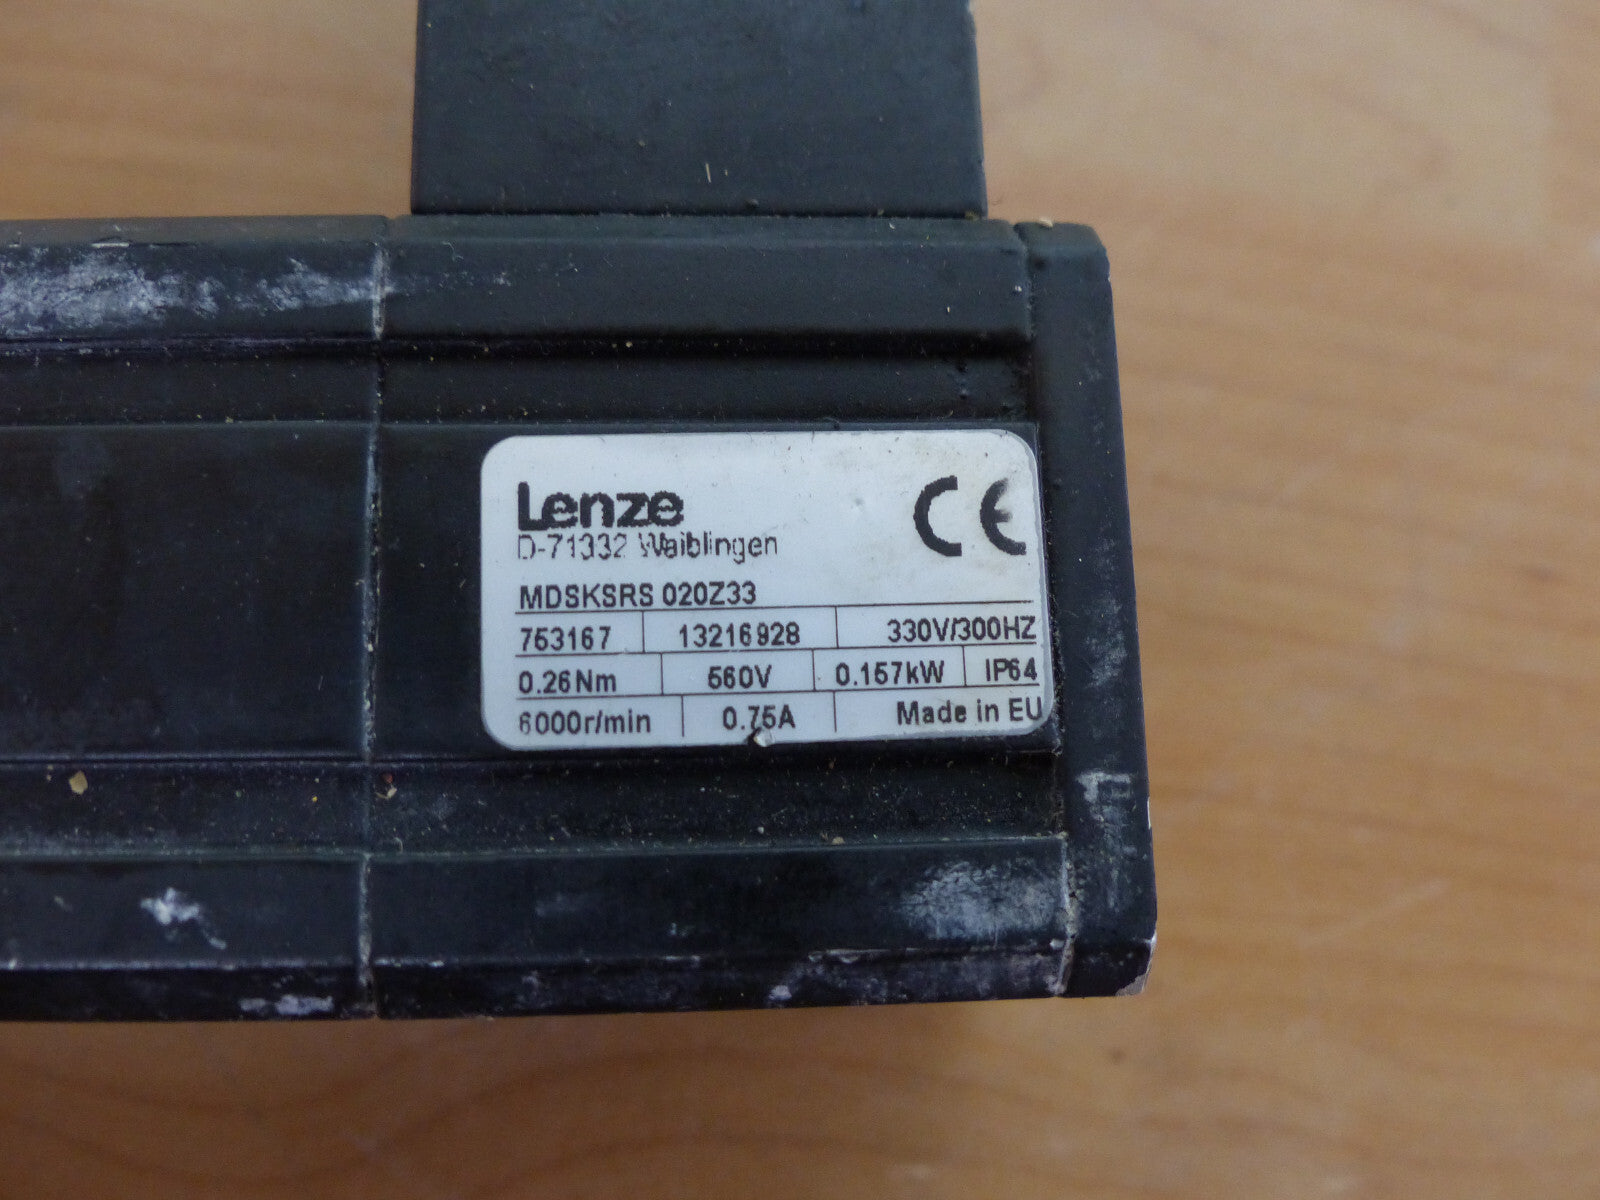 Lenze CE
D-71332 Waiblingen
MDSKSRS 020Z33
753167 13216928 330V/300HZ
0.26Nm 560V 0.157kW IP64
6000r/min 0.75A Made in EU